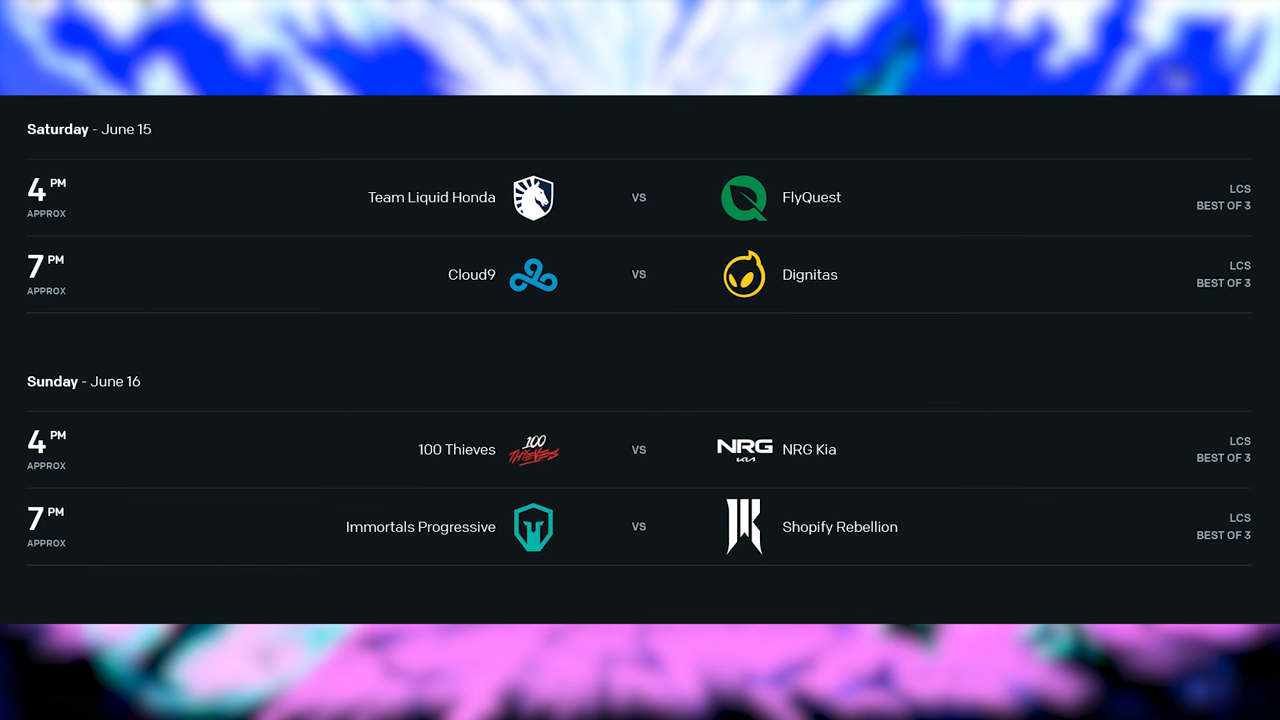 Saturday - June 15
4 PM
APPROX
Team Liquid Honda VS FlyQuest
LCS
BEST OF 3
7 PM
APPROX
Cloud9 VS Dignitas
LCS
BEST OF 3
Sunday - June 16
4 PM
APPROX
100 Thieves 100 THIEVES VS NRG KIA NRG Kia
LCS
BEST OF 3
7 PM
APPROX
Immortals Progressive VS Shopify Rebellion
LCS
BEST OF 3